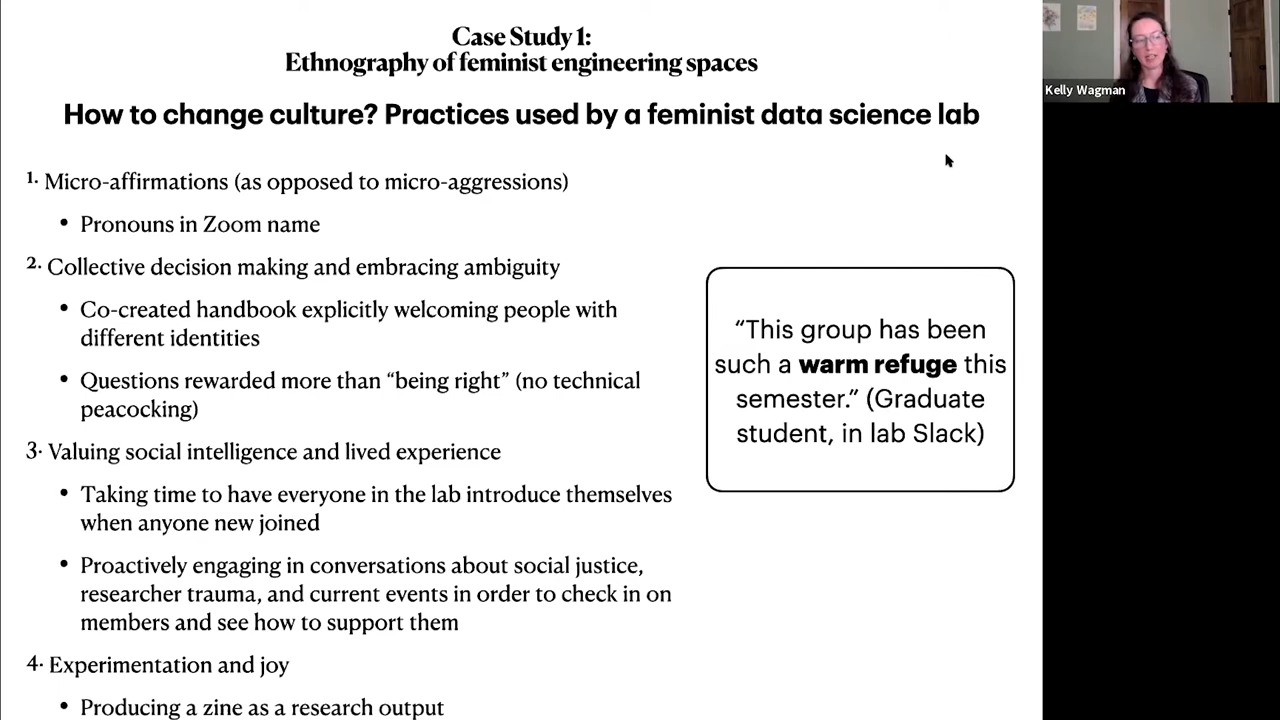 Case Study 1:
Ethnography of feminist engineering spaces
How to change culture? Practices used by a feminist data science lab
1. Micro-affirmations (as opposed to micro-aggressions)
• Pronouns in Zoom name
2. Collective decision making and embracing ambiguity
• Co-created handbook explicitly welcoming people with
different identities
• Questions rewarded more than “being right” (no technical
peacocking)
3. Valuing social intelligence and lived experience
• Taking time to have everyone in the lab introduce themselves
when anyone new joined
• Proactively engaging in conversations about social justice,
researcher trauma, and current events in order to check in on
members and see how to support them
4. Experimentation and joy
• Producing a zine as a research output
“This group has been
such a warm refuge this
semester.” (Graduate
student, in lab Slack)
Kelly Wagman